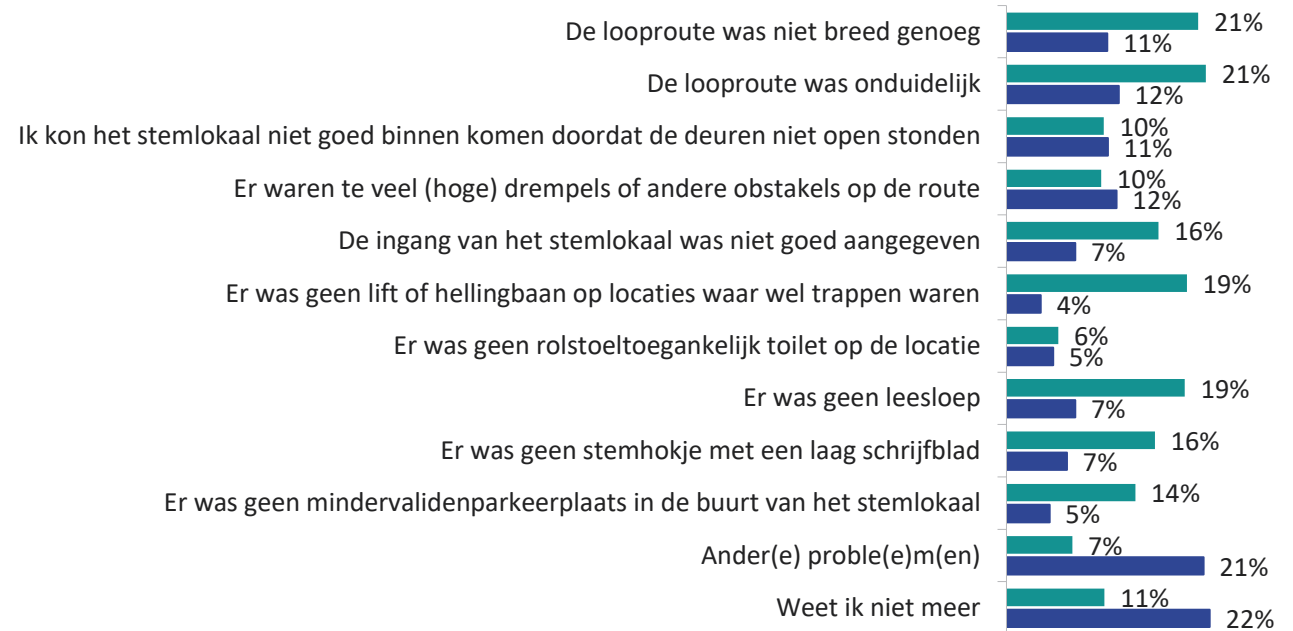 De looproute was niet breed genoeg
21%
11%
De looproute was onduidelijk
21%
12%
Ik kon het stemlokaal niet goed binnen komen doordat de deuren niet open stonden
10%
11%
Er waren te veel (hoge) drempels of andere obstakels op de route
10%
12%
De ingang van het stemlokaal was niet goed aangegeven
16%
7%
Er was geen lift of hellingbaan op locaties waar wel trappen waren
19%
4%
Er was geen rolstoeltoegankelijk toilet op de locatie
6%
5%
Er was geen leesloep
19%
7%
Er was geen stemhokje met een laag schrijfblad
16%
7%
Er was geen mindervalidenparkeerplaats in de buurt van het stemlokaal
14%
5%
Ander(e) proble(e)m(en)
7%
21%
Weet ik niet meer
11%
22%